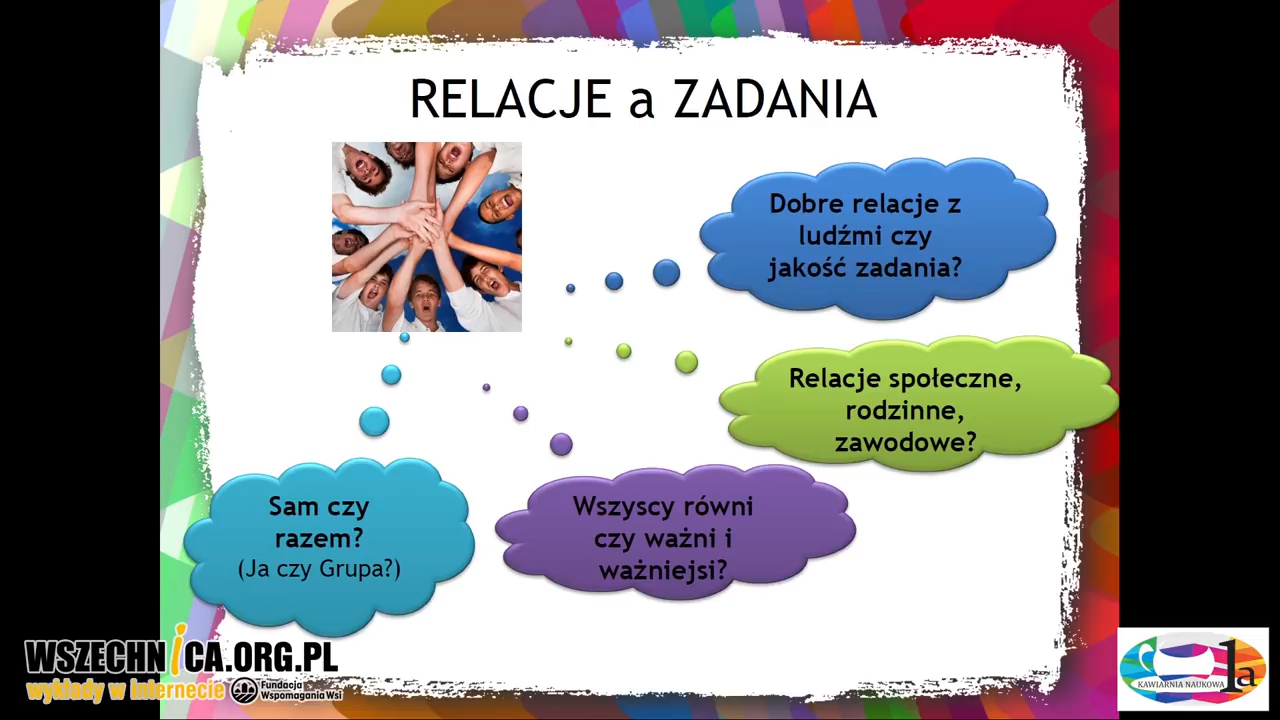 RELACJE a ZADANIA
Dobre relacje z
ludźmi czy
jakość zadania?
Relacje społeczne,
rodzinne,
zawodowe?
Sam czy
razem?
(Ja czy Grupa?)
Wszyscy równi
czy ważni i
ważniejsi?
WSZECHNiCA.ORG.PL
wykłady w internecie
Fundacja
Wspomagania Wsi
KAWIARNIA NAUKOWA
1a